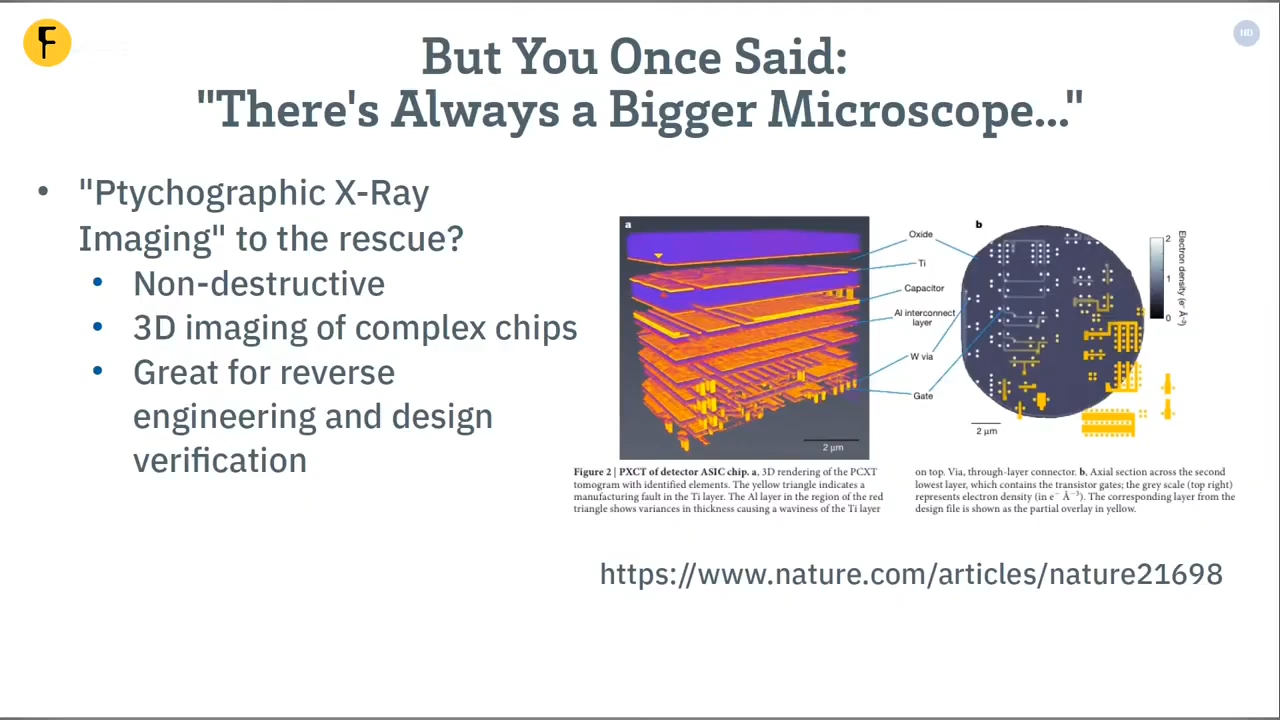 But You Once Said:
"There's Always a Bigger Microscope..."
• "Ptychographic X-Ray
Imaging" to the rescue?
• Non-destructive
• 3D imaging of complex chips
• Great for reverse
engineering and design
verification
a
2 µm
Oxide
Ti
Capacitor
Al interconnect
layer
W via
Gate
b
2 µm
2
1
0
Electron density (e⁻ Å⁻³)
Figure 2 | PXCT of detector ASIC chip. a, 3D rendering of the PCXT
tomogram with identified elements. The yellow triangle indicates a
manufacturing fault in the Ti layer. The Al layer in the region of the red
triangle shows variances in thickness causing a waviness of the Ti layer
on top. Via, through-layer connector. b, Axial section across the second
lowest layer, which contains the transistor gates; the grey scale (top right)
represents electron density (in e⁻ Å⁻³). The corresponding layer from the
design file is shown as the partial overlay in yellow.
https://www.nature.com/articles/nature21698
HD